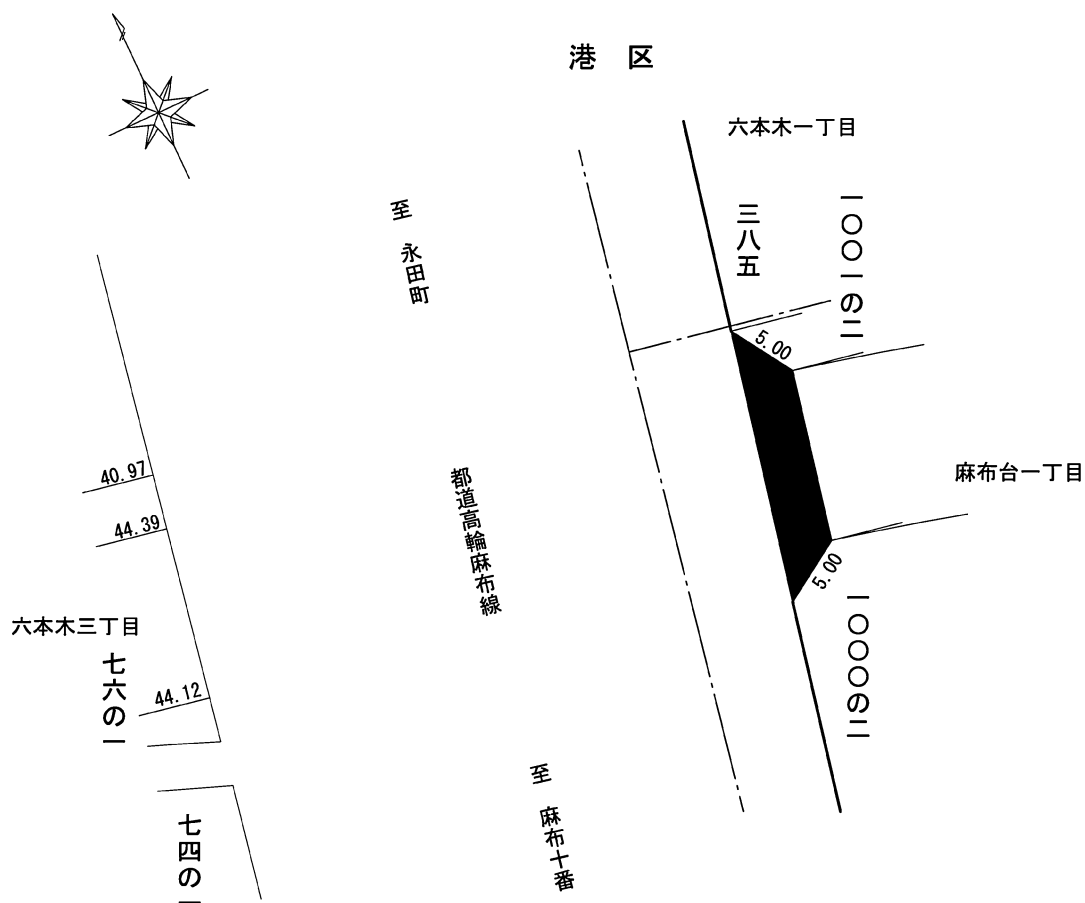 港 区
六本木一丁目
三八五
一〇〇一の二
至 永田町
5.00
40.97
麻布台一丁目
都道高輪麻布線
44.39
5.00
一〇〇〇の二
六本木三丁目
七六の一
44.12
至 麻布十番
七四の一